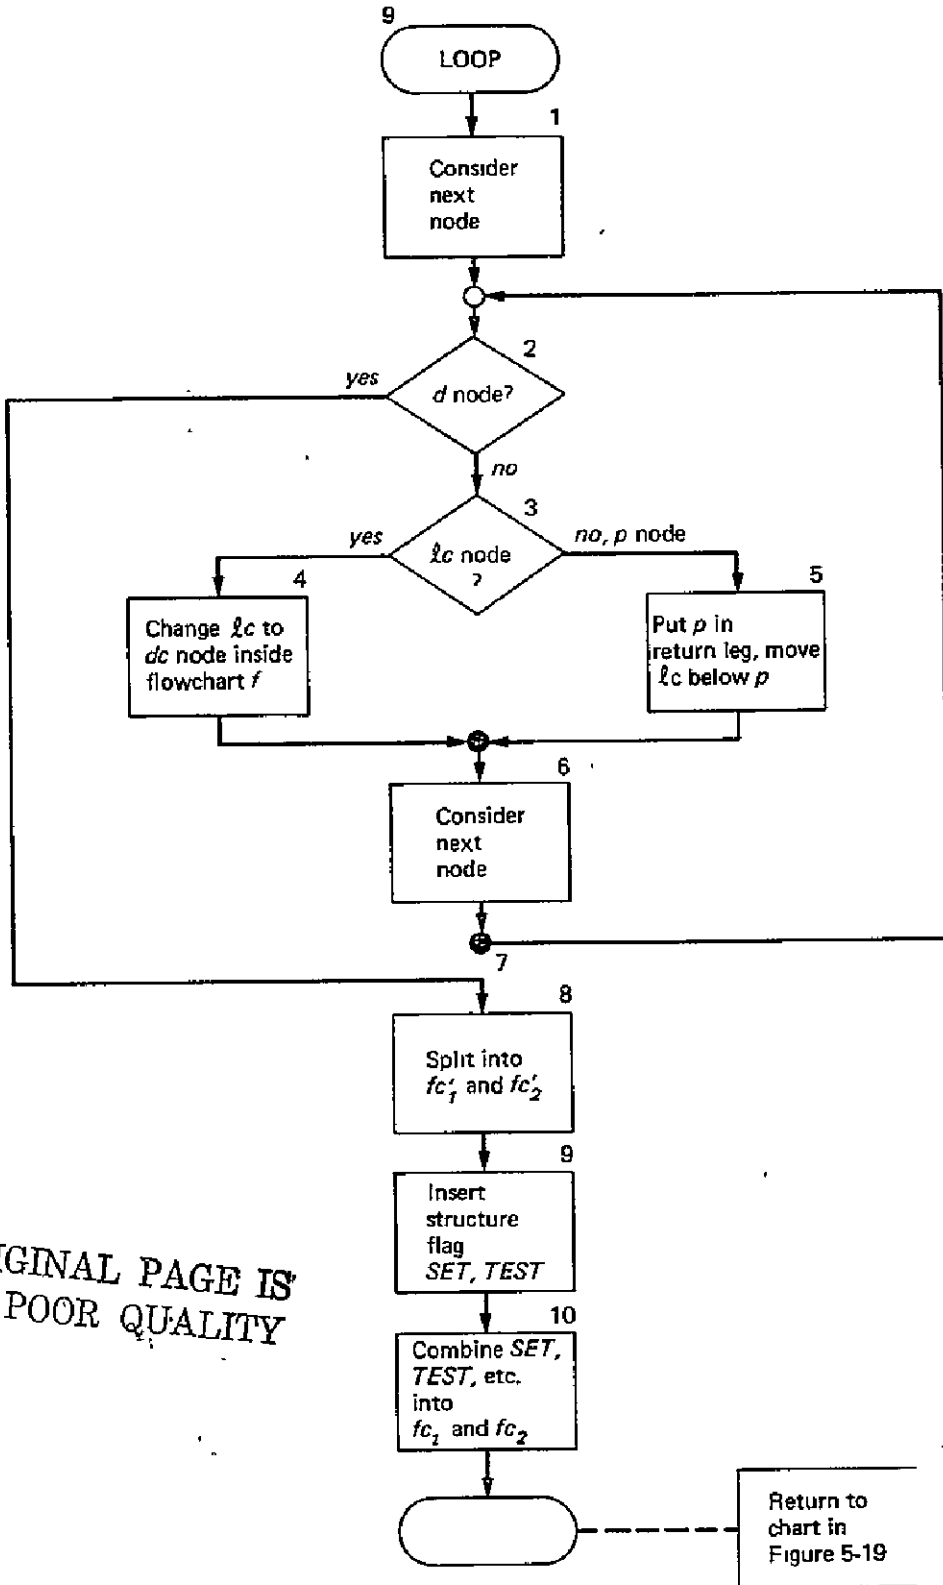 9
LOOP
1
Consider
next
node
2
yes
d node?
no
3
yes
ℓc node
?
no, p node
4
Change ℓc to
dc node inside
flowchart f
5
Put p in
return leg, move
ℓc below p
6
Consider
next
node
7
8
Split into
fc'₁ and fc'₂
9
Insert
structure
flag
SET, TEST
IGINAL PAGE IS
POOR QUALITY
10
Combine SET,
TEST, etc.
into
fc₁ and fc₂
Return to
chart in
Figure 5-19